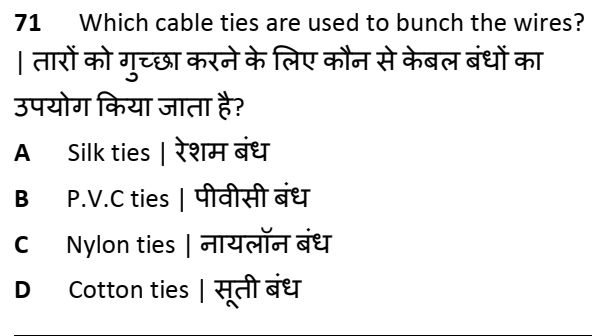 71 Which cable ties are used to bunch the wires?
| तारों को गुच्छा करने के लिए कौन से केबल बंधों का
उपयोग किया जाता है?
A Silk ties | रेशम बंध
B P.V.C ties | पीवीसी बंध
C Nylon ties | नायलॉन बंध
D Cotton ties | सूती बंध